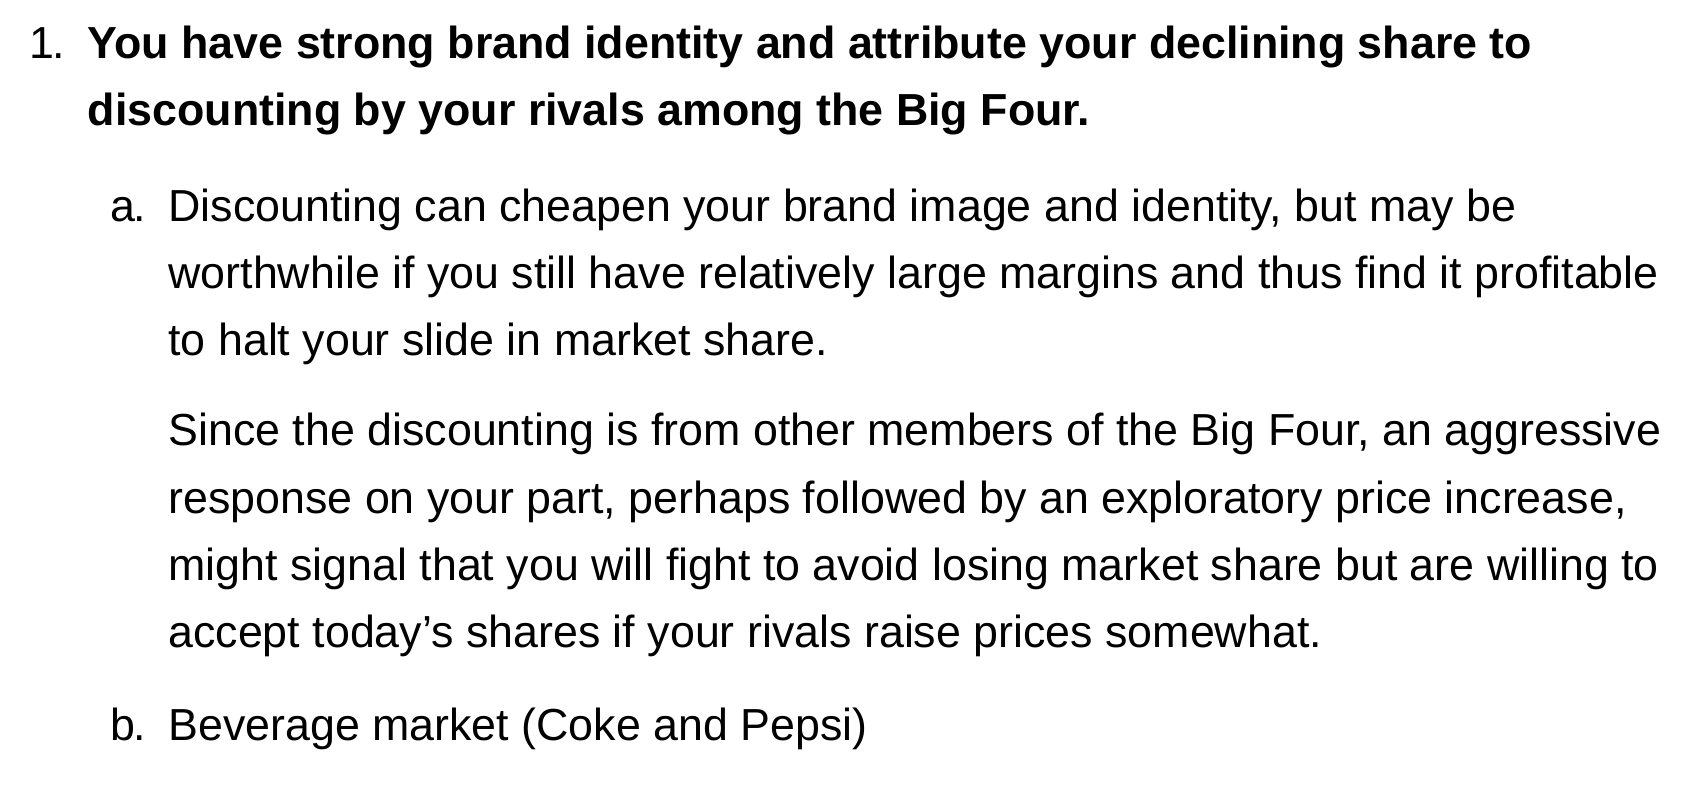 1. You have strong brand identity and attribute your declining share to
discounting by your rivals among the Big Four.
a. Discounting can cheapen your brand image and identity, but may be
worthwhile if you still have relatively large margins and thus find it profitable
to halt your slide in market share.
Since the discounting is from other members of the Big Four, an aggressive
response on your part, perhaps followed by an exploratory price increase,
might signal that you will fight to avoid losing market share but are willing to
accept today’s shares if your rivals raise prices somewhat.
b. Beverage market (Coke and Pepsi)